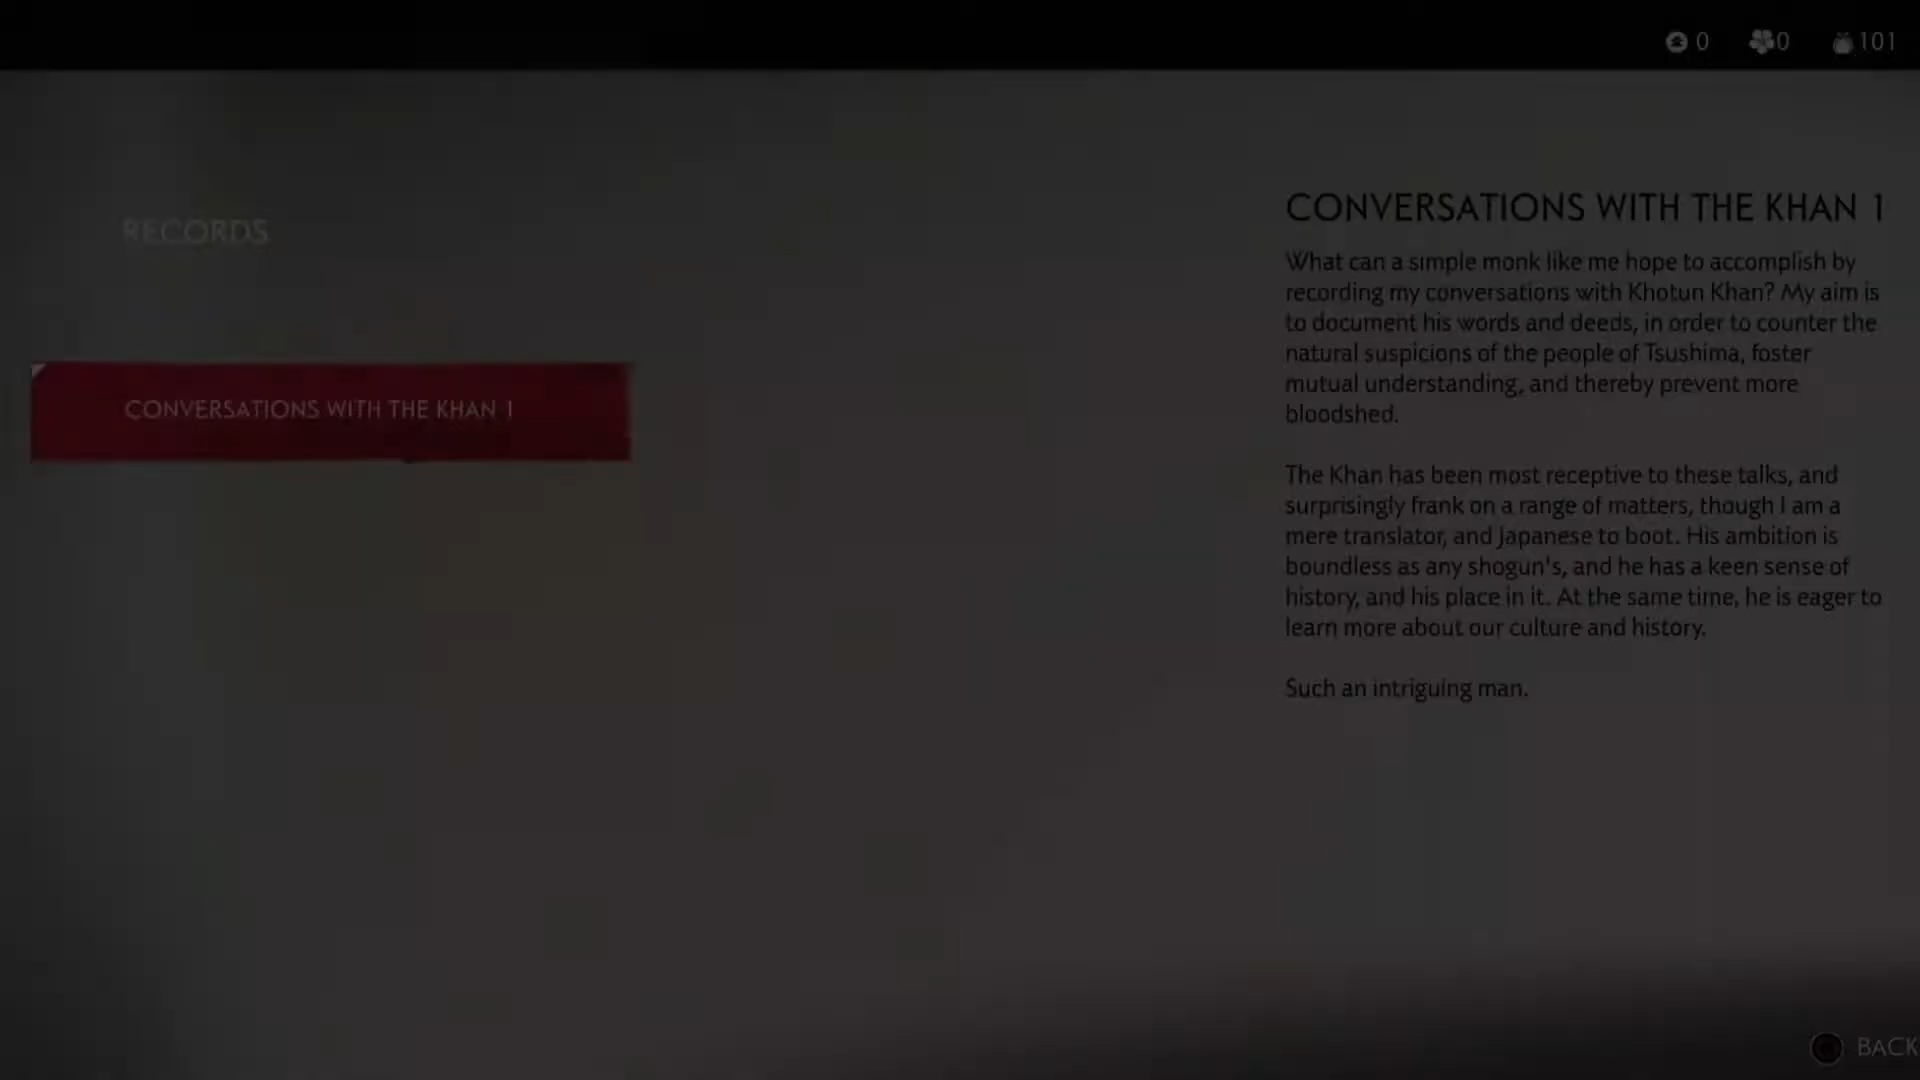 0 0 101
RECORDS
CONVERSATIONS WITH THE KHAN 1
CONVERSATIONS WITH THE KHAN 1
What can a simple monk like me hope to accomplish by
recording my conversations with Khotun Khan? My aim is
to document his words and deeds, in order to counter the
natural suspicions of the people of Tsushima, foster
mutual understanding, and thereby prevent more
bloodshed.
The Khan has been most receptive to these talks, and
surprisingly frank on a range of matters, though I am a
mere translator, and Japanese to boot. His ambition is
boundless as any shogun's, and he has a keen sense of
history, and his place in it. At the same time, he is eager to
learn more about our culture and history.
Such an intriguing man.
BACK